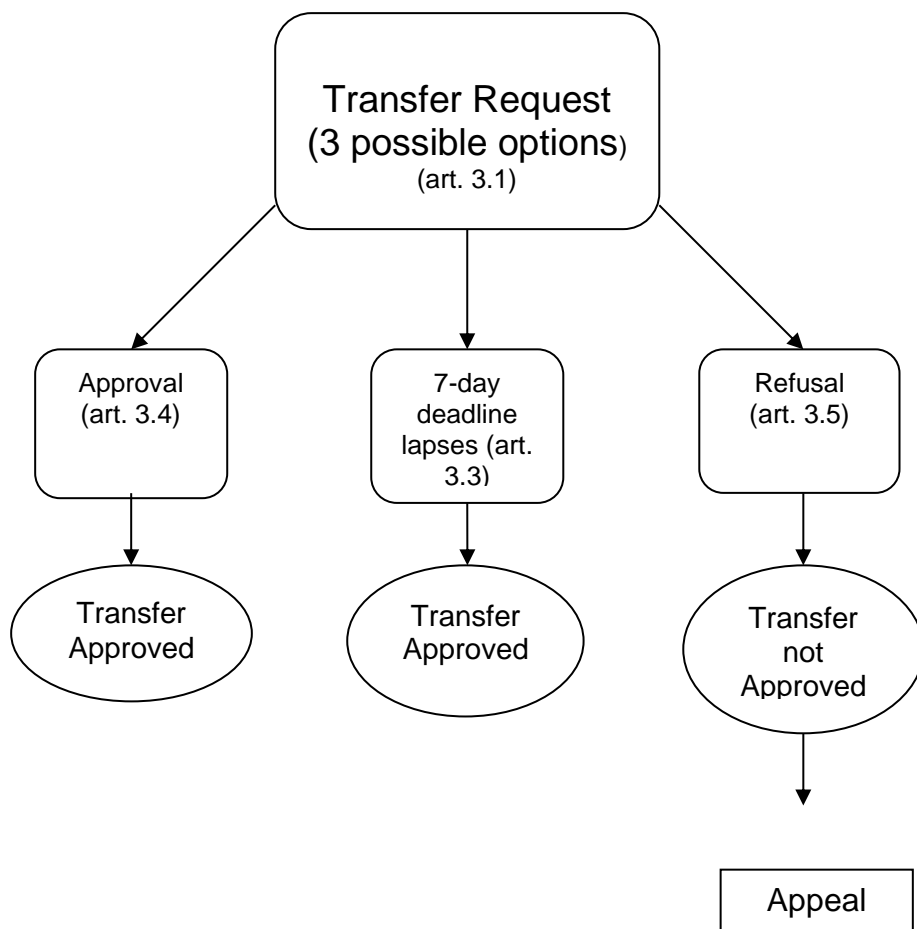 Transfer Request
(3 possible options)
(art. 3.1)
Approval
(art. 3.4)
7-day
deadline
lapses (art.
3.3)
Refusal
(art. 3.5)
Transfer
Approved
Transfer
Approved
Transfer
not
Approved
Appeal